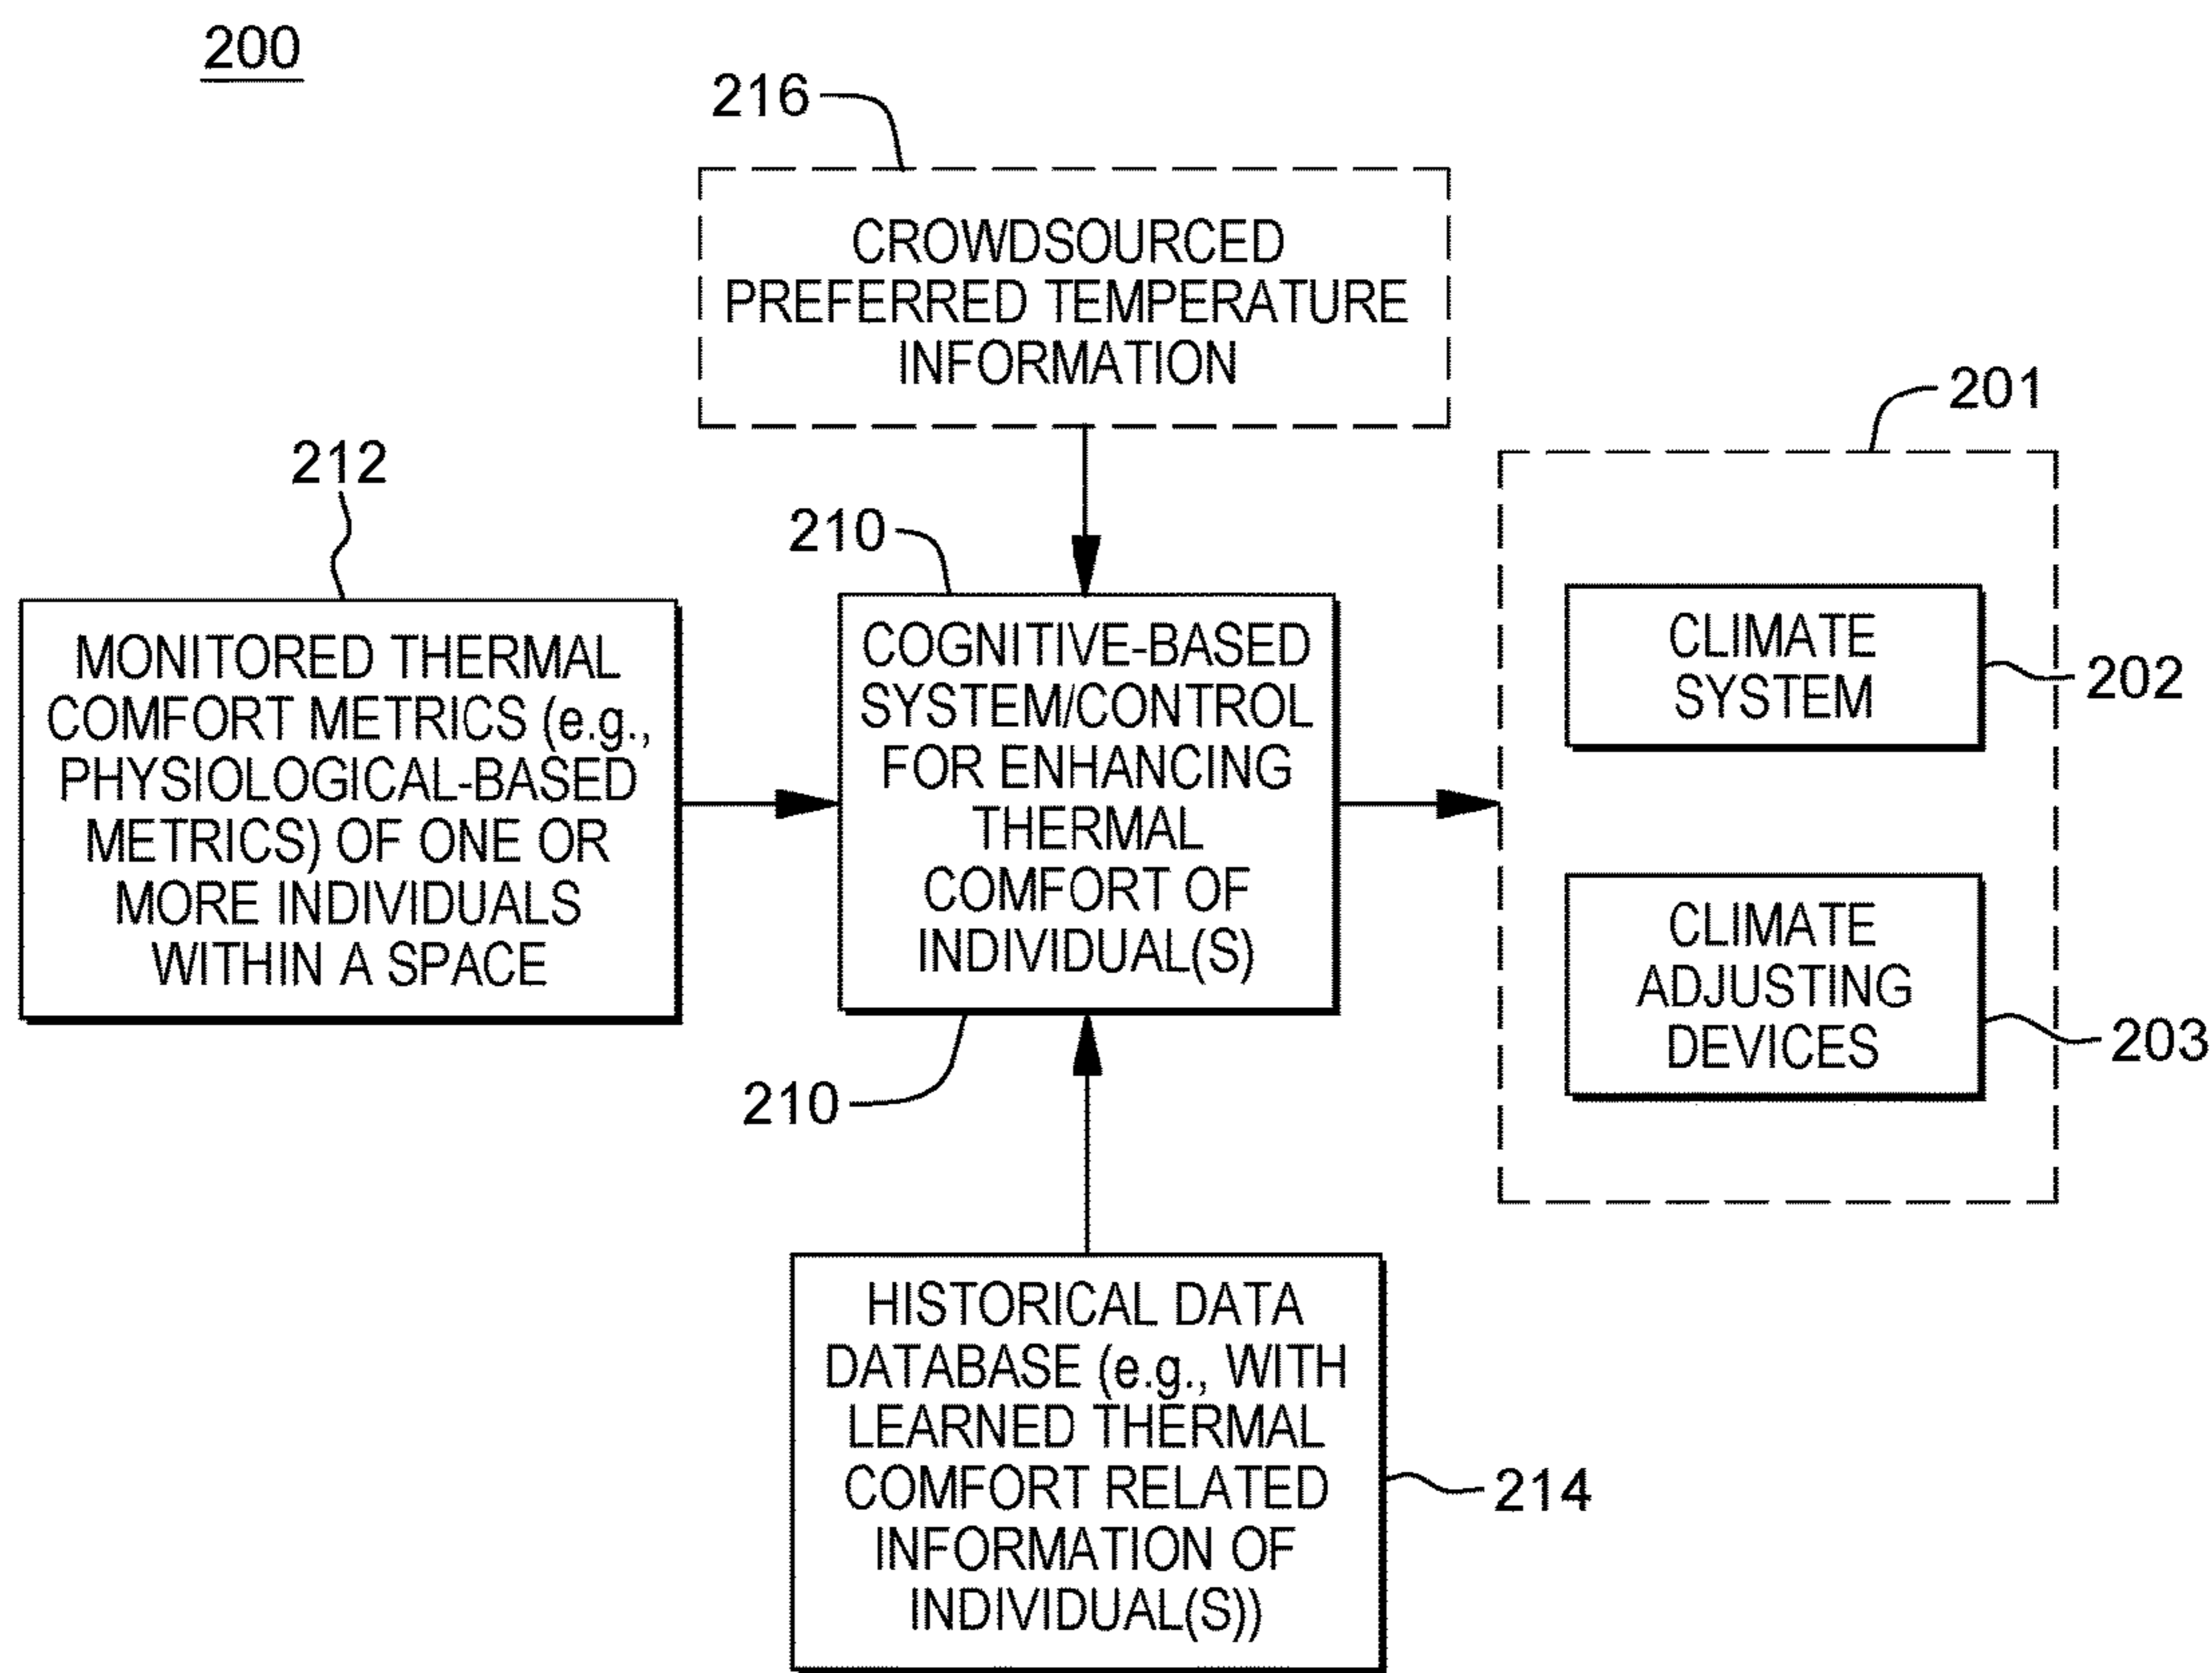 200
216
CROWDSOURCED
PREFERRED TEMPERATURE
INFORMATION
201
212
210
MONITORED THERMAL
COMFORT METRICS (e.g.,
PHYSIOLOGICAL-BASED
METRICS) OF ONE OR
MORE INDIVIDUALS
WITHIN A SPACE
COGNITIVE-BASED
SYSTEM/CONTROL
FOR ENHANCING
THERMAL
COMFORT OF
INDIVIDUAL(S)
210
CLIMATE
SYSTEM
202
CLIMATE
ADJUSTING
DEVICES
203
HISTORICAL DATA
DATABASE (e.g., WITH
LEARNED THERMAL
COMFORT RELATED
INFORMATION OF
INDIVIDUAL(S))
214